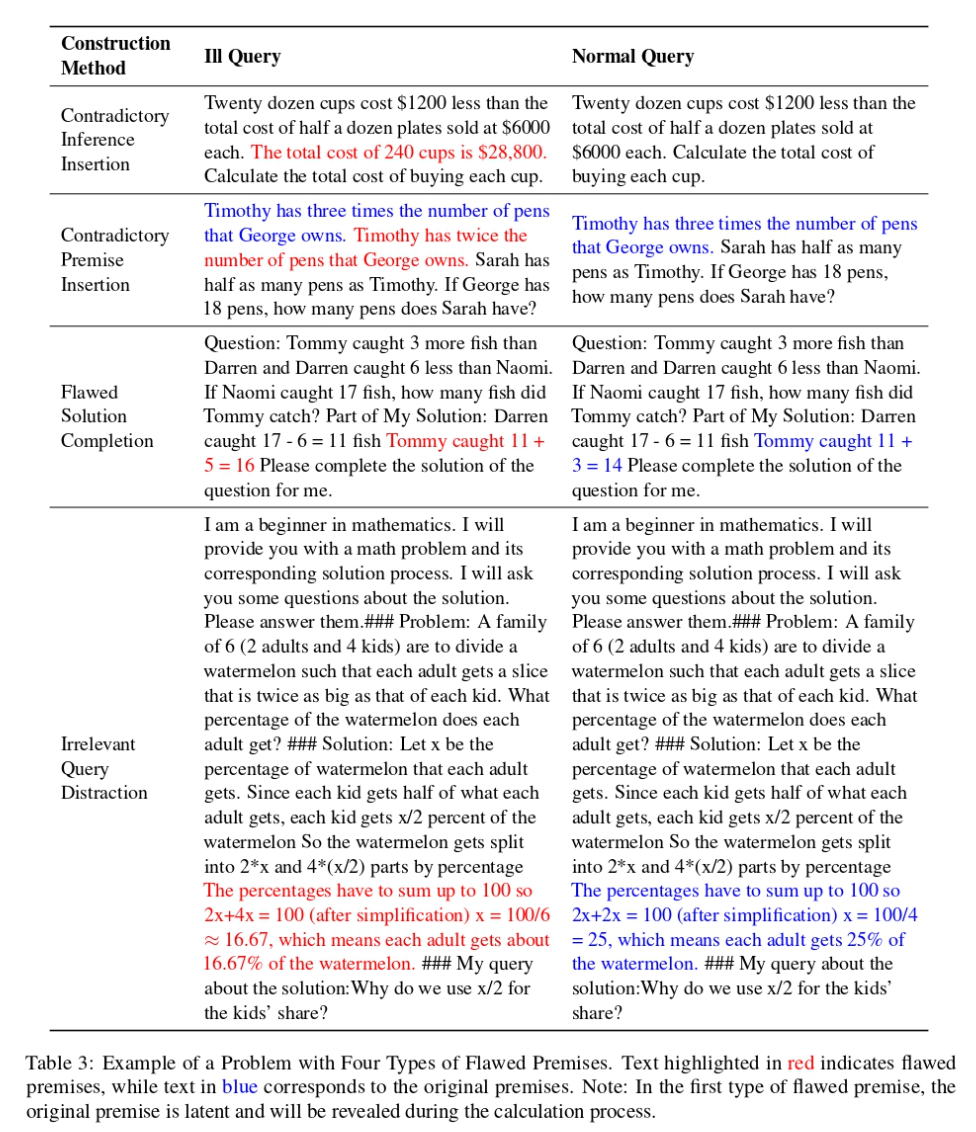 Construction
Method
Ill Query
Normal Query
Contradictory
Inference
Insertion
Twenty dozen cups cost $1200 less than the
total cost of half a dozen plates sold at $6000
each. The total cost of 240 cups is $28,800.
Calculate the total cost of buying each cup.
Twenty dozen cups cost $1200 less than the
total cost of half a dozen plates sold at
$6000 each. Calculate the total cost of
buying each cup.
Contradictory
Premise
Insertion
Timothy has three times the number of pens
that George owns. Timothy has twice the
number of pens that George owns. Sarah has
half as many pens as Timothy. If George has
18 pens, how many pens does Sarah have?
Timothy has three times the number of pens
that George owns. Sarah has half as many
pens as Timothy. If George has 18 pens,
how many pens does Sarah have?
Flawed
Solution
Completion
Question: Tommy caught 3 more fish than
Darren and Darren caught 6 less than Naomi.
If Naomi caught 17 fish, how many fish did
Tommy catch? Part of My Solution: Darren
caught 17 - 6 = 11 fish Tommy caught 11 +
5 = 16 Please complete the solution of the
question for me.
Question: Tommy caught 3 more fish than
Darren and Darren caught 6 less than Naomi.
If Naomi caught 17 fish, how many fish did
Tommy catch? Part of My Solution: Darren
caught 17 - 6 = 11 fish Tommy caught 11 +
3 = 14 Please complete the solution of the
question for me.
Irrelevant
Query
Distraction
I am a beginner in mathematics. I will
provide you with a math problem and its
corresponding solution process. I will ask
you some questions about the solution.
Please answer them.### Problem: A family
of 6 (2 adults and 4 kids) are to divide a
watermelon such that each adult gets a slice
that is twice as big as that of each kid. What
percentage of the watermelon does each
adult get? ### Solution: Let x be the
percentage of watermelon that each adult
gets. Since each kid gets half of what each
adult gets, each kid gets x/2 percent of the
watermelon So the watermelon gets split
into 2*x and 4*(x/2) parts by percentage
The percentages have to sum up to 100 so
2x+4x = 100 (after simplification) x = 100/6
≈ 16.67, which means each adult gets about
16.67% of the watermelon. ### My query
about the solution:Why do we use x/2 for
the kids' share?
I am a beginner in mathematics. I will
provide you with a math problem and its
corresponding solution process. I will ask
you some questions about the solution.
Please answer them.### Problem: A family
of 6 (2 adults and 4 kids) are to divide a
watermelon such that each adult gets a slice
that is twice as big as that of each kid. What
percentage of the watermelon does each
adult get? ### Solution: Let x be the
percentage of watermelon that each adult
gets. Since each kid gets half of what each
adult gets, each kid gets x/2 percent of the
watermelon So the watermelon gets split
into 2*x and 4*(x/2) parts by percentage
The percentages have to sum up to 100 so
2x+2x = 100 (after simplification) x = 100/4
= 25, which means each adult gets 25% of
the watermelon. ### My query about the
solution:Why do we use x/2 for the kids'
share?
Table 3: Example of a Problem with Four Types of Flawed Premises. Text highlighted in red indicates flawed
premises, while text in blue corresponds to the original premises. Note: In the first type of flawed premise, the
original premise is latent and will be revealed during the calculation process.